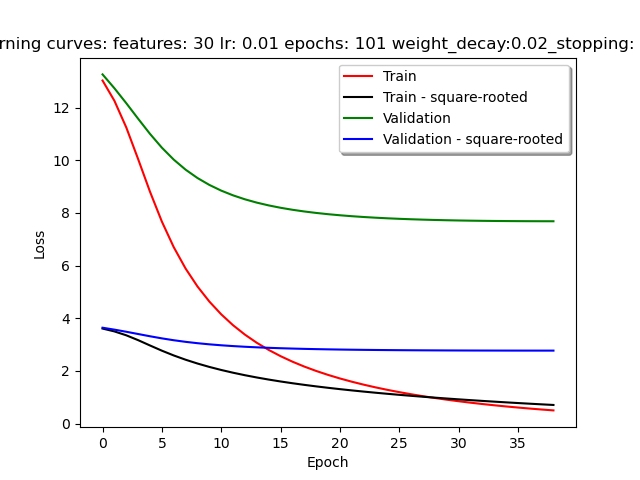 rning curves: features: 30 lr: 0.01 epochs: 101 weight_decay:0.02_stopping:
Train
Train - square-rooted
Validation
Validation - square-rooted
Loss
12
10
8
6
4
2
0
0 5 10 15 20 25 30 35
Epoch